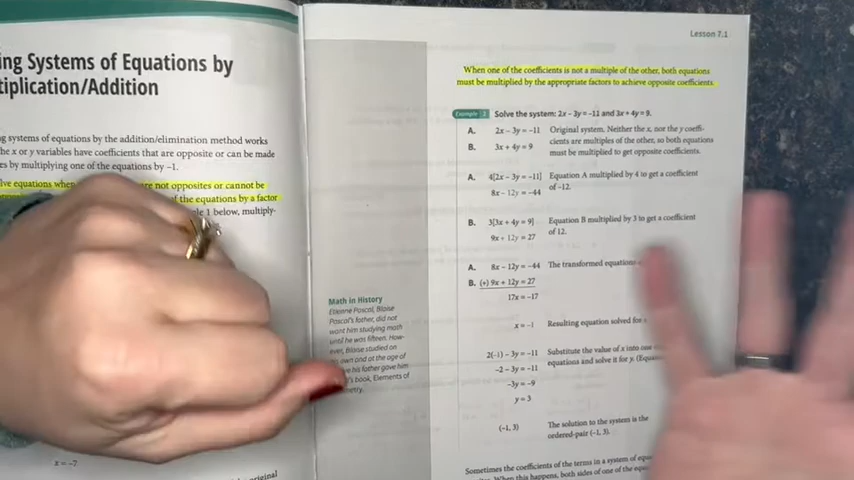 ng Systems of Equations by
tiplication/Addition
g systems of equations by the addition/elimination method works
he x or y variables have coefficients that are opposite or can be made
es by multiplying one of the equations by –1.
ive equations when are not opposites or cannot be
of the equations by a factor
le 1 below, multiply-
x = –7
original
Lesson 7.1
When one of the coefficients is not a multiple of the other, both equations
must be multiplied by the appropriate factors to achieve opposite coefficients.
Example 2 Solve the system: 2x – 3y = –11 and 3x + 4y = 9.
A. 2x – 3y = –11 Original system. Neither the x, nor the y coeffi-
B. 3x + 4y = 9 cients are multiples of the other, so both equations
must be multiplied to get opposite coefficients.
A. 4[2x – 3y = –11] Equation A multiplied by 4 to get a coefficient
8x – 12y = –44 of –12.
B. 3[3x + 4y = 9] Equation B multiplied by 3 to get a coefficient
9x + 12y = 27 of 12.
A. 8x – 12y = –44 The transformed equations
B. (+) 9x + 12y = 27
17x = –17
x = –1 Resulting equation solved for
2(–1) – 3y = –11 Substitute the value of x into one
–2 – 3y = –11 equations and solve it for y. (Equa
–3y = –9
y = 3
(–1, 3) The solution to the system is the
ordered-pair (–1, 3).
Sometimes the coefficients of the terms in a system of equa
When this happens, both sides of one of the equa
Math in History
Etienne Pascal, Blaise
Pascal's father, did not
want him studying math
until he was fifteen. How-
ever, Blaise studied on
own and at the age of
his father gave him
's book, Elements of
metry.